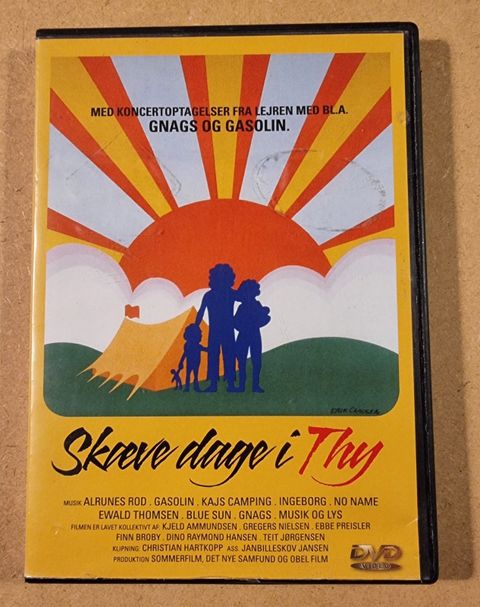 MED KONCERTOPTAGELSER FRA LEJREN MED BL.A.
GNAGS OG GASOLIN.
Skæve dage i Thy
MUSIK ALRUNES ROD . GASOLIN . KAJS CAMPING . INGEBORG . NO NAME
EWALD THOMSEN . BLUE SUN . GNAGS . MUSIK OG LYS
FILMEN ER LAVET KOLLEKTIVT AF: KJELD AMMUNDSEN . GREGERS NIELSEN . EBBE PREISLER
FINN BROBY . DINO RAYMOND HANSEN . TEIT JØRGENSEN
KLIPNING: CHRISTIAN HARTKOPP ASS. JANBILLESKOV JANSEN
PRODUKTION SOMMERFILM, DET NYE SAMFUND OG OBEL FILM
DVD
VIDEO